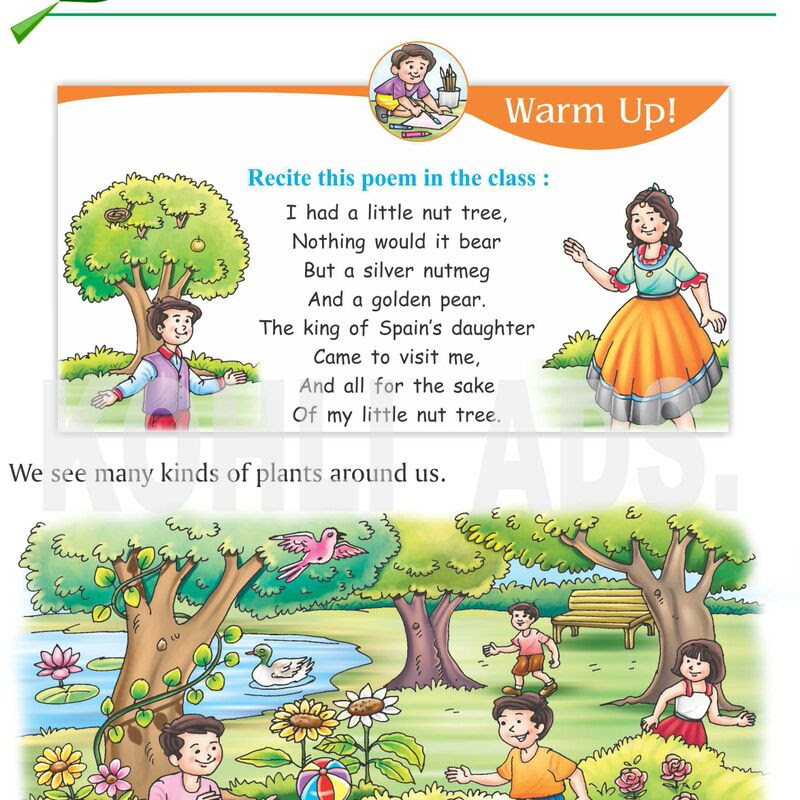 Warm Up!
Recite this poem in the class :
I had a little nut tree,
Nothing would it bear
But a silver nutmeg
And a golden pear.
The king of Spain's daughter
Came to visit me,
And all for the sake
Of my little nut tree.
KOHLI ADS.
We see many kinds of plants around us.